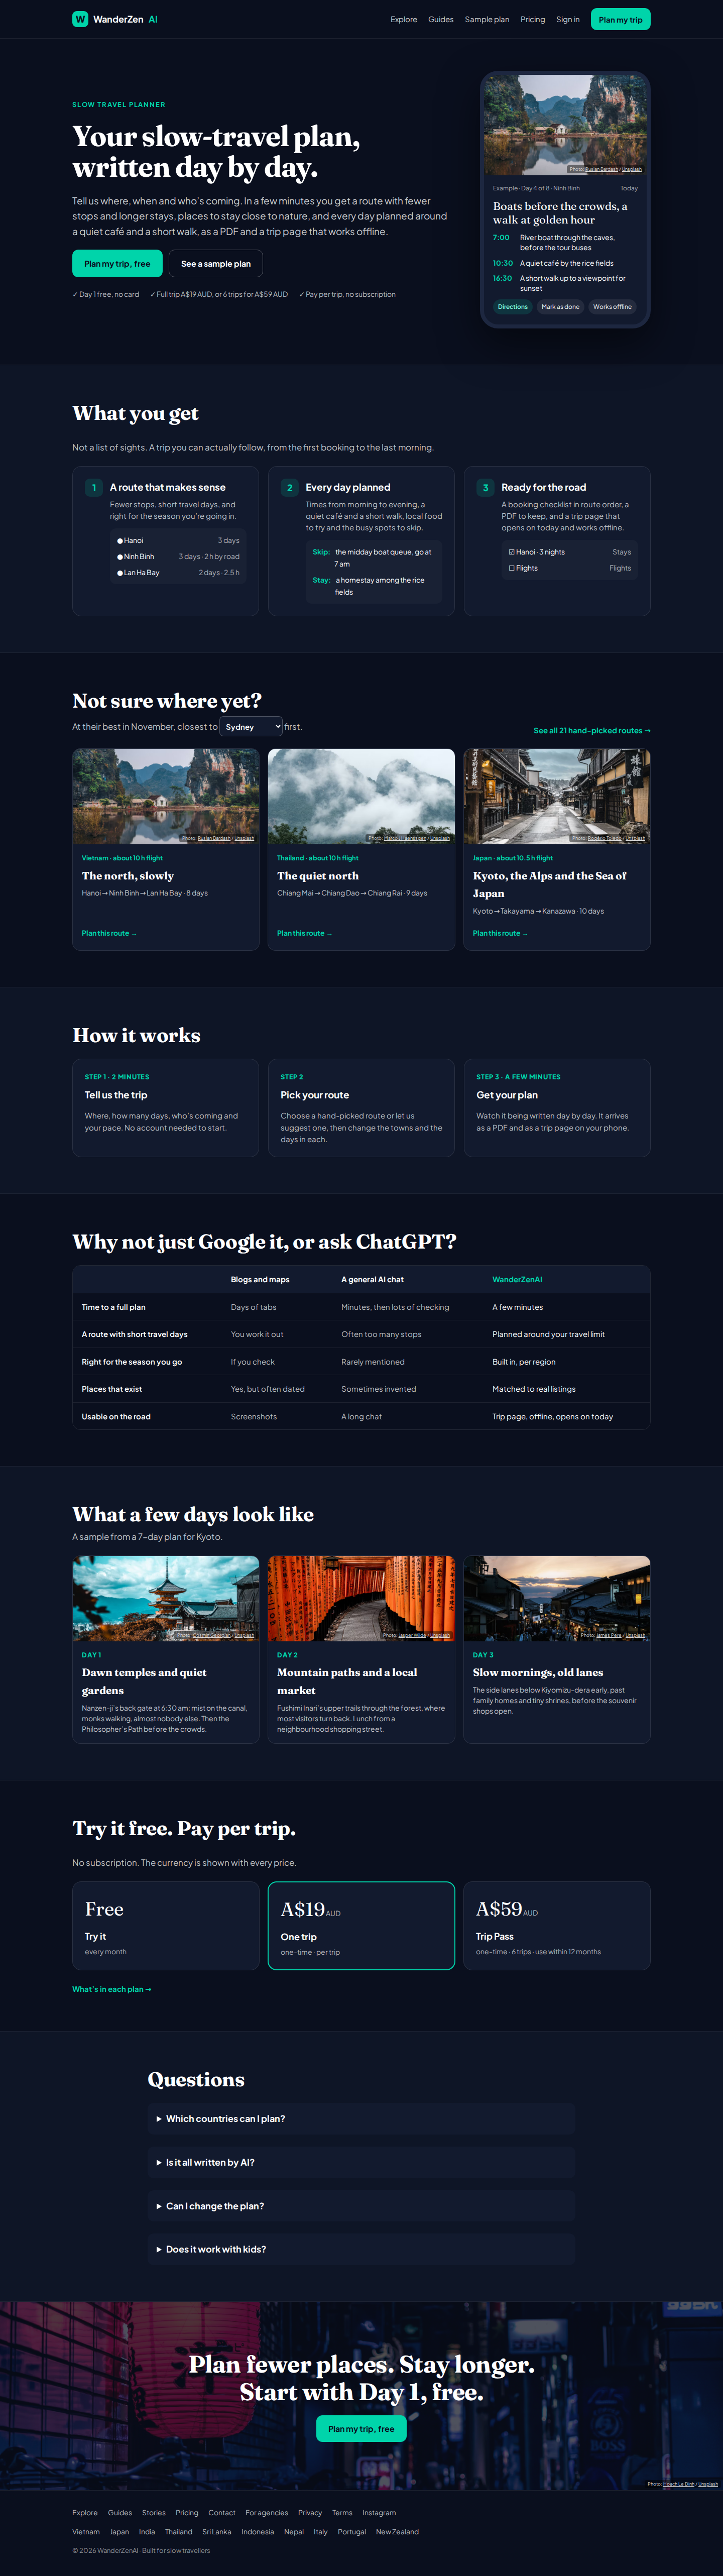 W WanderZen AI
Explore Guides Sample plan Pricing Sign in Plan my trip
SLOW TRAVEL PLANNER
Your slow-travel plan,
written day by day.
Tell us where, when and who's coming. In a few minutes you get a route with fewer
stops and longer stays, places to stay close to nature, and every day planned around
a quiet café and a short walk, as a PDF and a trip page that works offline.
Plan my trip, free See a sample plan
✓ Day 1 free, no card ✓ Full trip A$19 AUD, or 6 trips for A$59 AUD ✓ Pay per trip, no subscription
Photo: Ruslan Bardash / Unsplash
Example · Day 4 of 8 · Ninh Binh Today
Boats before the crowds, a
walk at golden hour
7:00 River boat through the caves,
before the tour buses
10:30 A quiet café by the rice fields
16:30 A short walk up to a viewpoint for
sunset
Directions Mark as done Works offline
What you get
Not a list of sights. A trip you can actually follow, from the first booking to the last morning.
1 A route that makes sense
Fewer stops, short travel days, and
right for the season you're going in.
Hanoi 3 days
Ninh Binh 3 days · 2 h by road
Lan Ha Bay 2 days · 2.5 h
2 Every day planned
Times from morning to evening, a
quiet café and a short walk, local food
to try and the busy spots to skip.
Skip: the midday boat queue, go at
7 am
Stay: a homestay among the rice
fields
3 Ready for the road
A booking checklist in route order, a
PDF to keep, and a trip page that
opens on today and works offline.
☑ Hanoi · 3 nights Stays
☐ Flights Flights
Not sure where yet?
At their best in November, closest to Sydney first.
See all 21 hand-picked routes →
Photo: Ruslan Bardash / Unsplash
Vietnam · about 10 h flight
The north, slowly
Hanoi → Ninh Binh → Lan Ha Bay · 8 days
Plan this route →
Thailand · about 10 h flight
The quiet north
Chiang Mai → Chiang Dao → Chiang Rai · 9 days
Plan this route →
Japan · about 10.5 h flight
Kyoto, the Alps and the Sea of
Japan
Kyoto → Takayama → Kanazawa · 10 days
Plan this route →
How it works
STEP 1 · 2 MINUTES
Tell us the trip
Where, how many days, who's coming and
your pace. No account needed to start.
STEP 2
Pick your route
Choose a hand-picked route or let us
suggest one, then change the towns and the
days in each.
STEP 3 · A FEW MINUTES
Get your plan
Watch it being written day by day. It arrives
as a PDF and as a trip page on your phone.
Why not just Google it, or ask ChatGPT?
Blogs and maps A general AI chat WanderZenAI
Time to a full plan Days of tabs Minutes, then lots of checking A few minutes
A route with short travel days You work it out Often too many stops Planned around your travel limit
Right for the season you go If you check Rarely mentioned Built in, per region
Places that exist Yes, but often dated Sometimes invented Matched to real listings
Usable on the road Screenshots A long chat Trip page, offline, opens on today
What a few days look like
A sample from a 7-day plan for Kyoto.
DAY 1
Dawn temples and quiet
gardens
Nanzen-ji's back gate at 6:30 am: mist on the canal,
monks walking, almost nobody else. Then the
Philosopher's Path before the crowds.
Photo: Jasper Wilde / Unsplash
DAY 2
Mountain paths and a local
market
Fushimi Inari's upper trails through the forest, where
most visitors turn back. Lunch from a
neighbourhood shopping street.
Photo: James Pere / Unsplash
DAY 3
Slow mornings, old lanes
The side lanes below Kiyomizu-dera early, past
family homes and tiny shrines, before the souvenir
shops open.
Try it free. Pay per trip.
No subscription. The currency is shown with every price.
Free
Try it
every month
A$19 AUD
One trip
one-time · per trip
A$59 AUD
Trip Pass
one-time · 6 trips · use within 12 months
What's in each plan →
Questions
▶ Which countries can I plan?
▶ Is it all written by AI?
▶ Can I change the plan?
▶ Does it work with kids?
Plan fewer places. Stay longer.
Start with Day 1, free.
Plan my trip, free
BOSS
Photo: Hoach Le Dinh / Unsplash
Explore Guides Stories Pricing Contact For agencies Privacy Terms Instagram
Vietnam Japan India Thailand Sri Lanka Indonesia Nepal Italy Portugal New Zealand
© 2026 WanderZenAI · Built for slow travellers